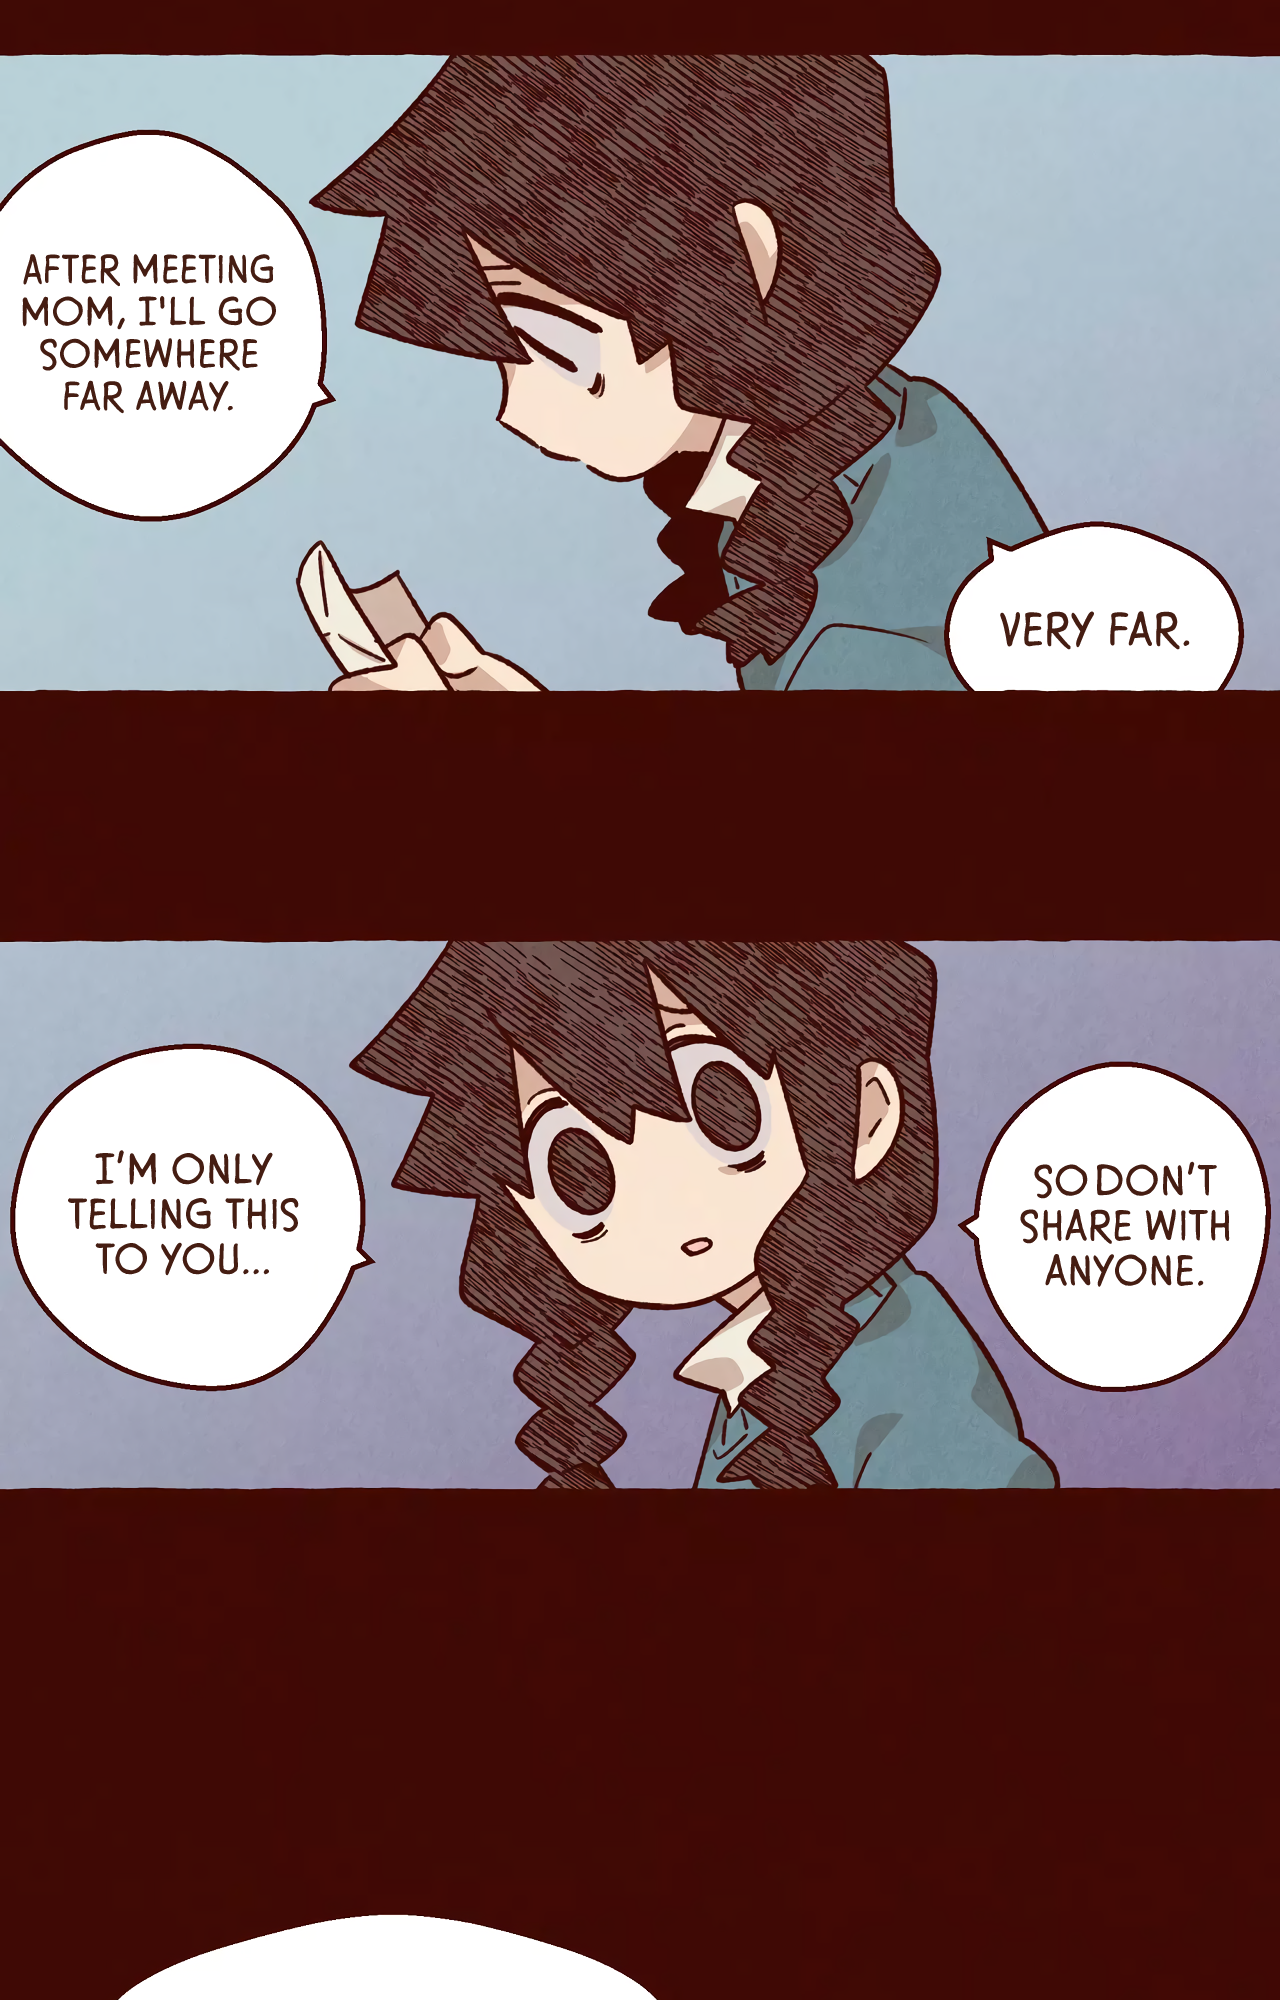 AFTER MEETING
MOM, I'LL GO
SOMEWHERE
FAR AWAY.
VERY FAR.
I'M ONLY
TELLING THIS
TO YOU...
SO DON'T
SHARE WITH
ANYONE.